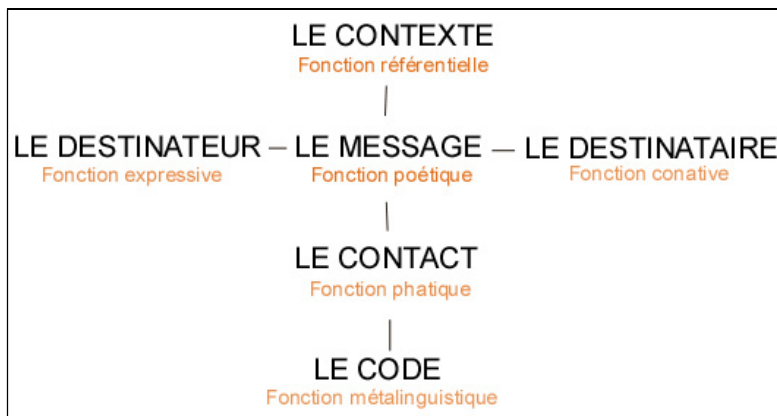 LE CONTEXTE
Fonction référentielle
LE DESTINATEUR – LE MESSAGE – LE DESTINATAIRE
Fonction expressive Fonction poétique Fonction conative
LE CONTACT
Fonction phatique
LE CODE
Fonction métalinguistique